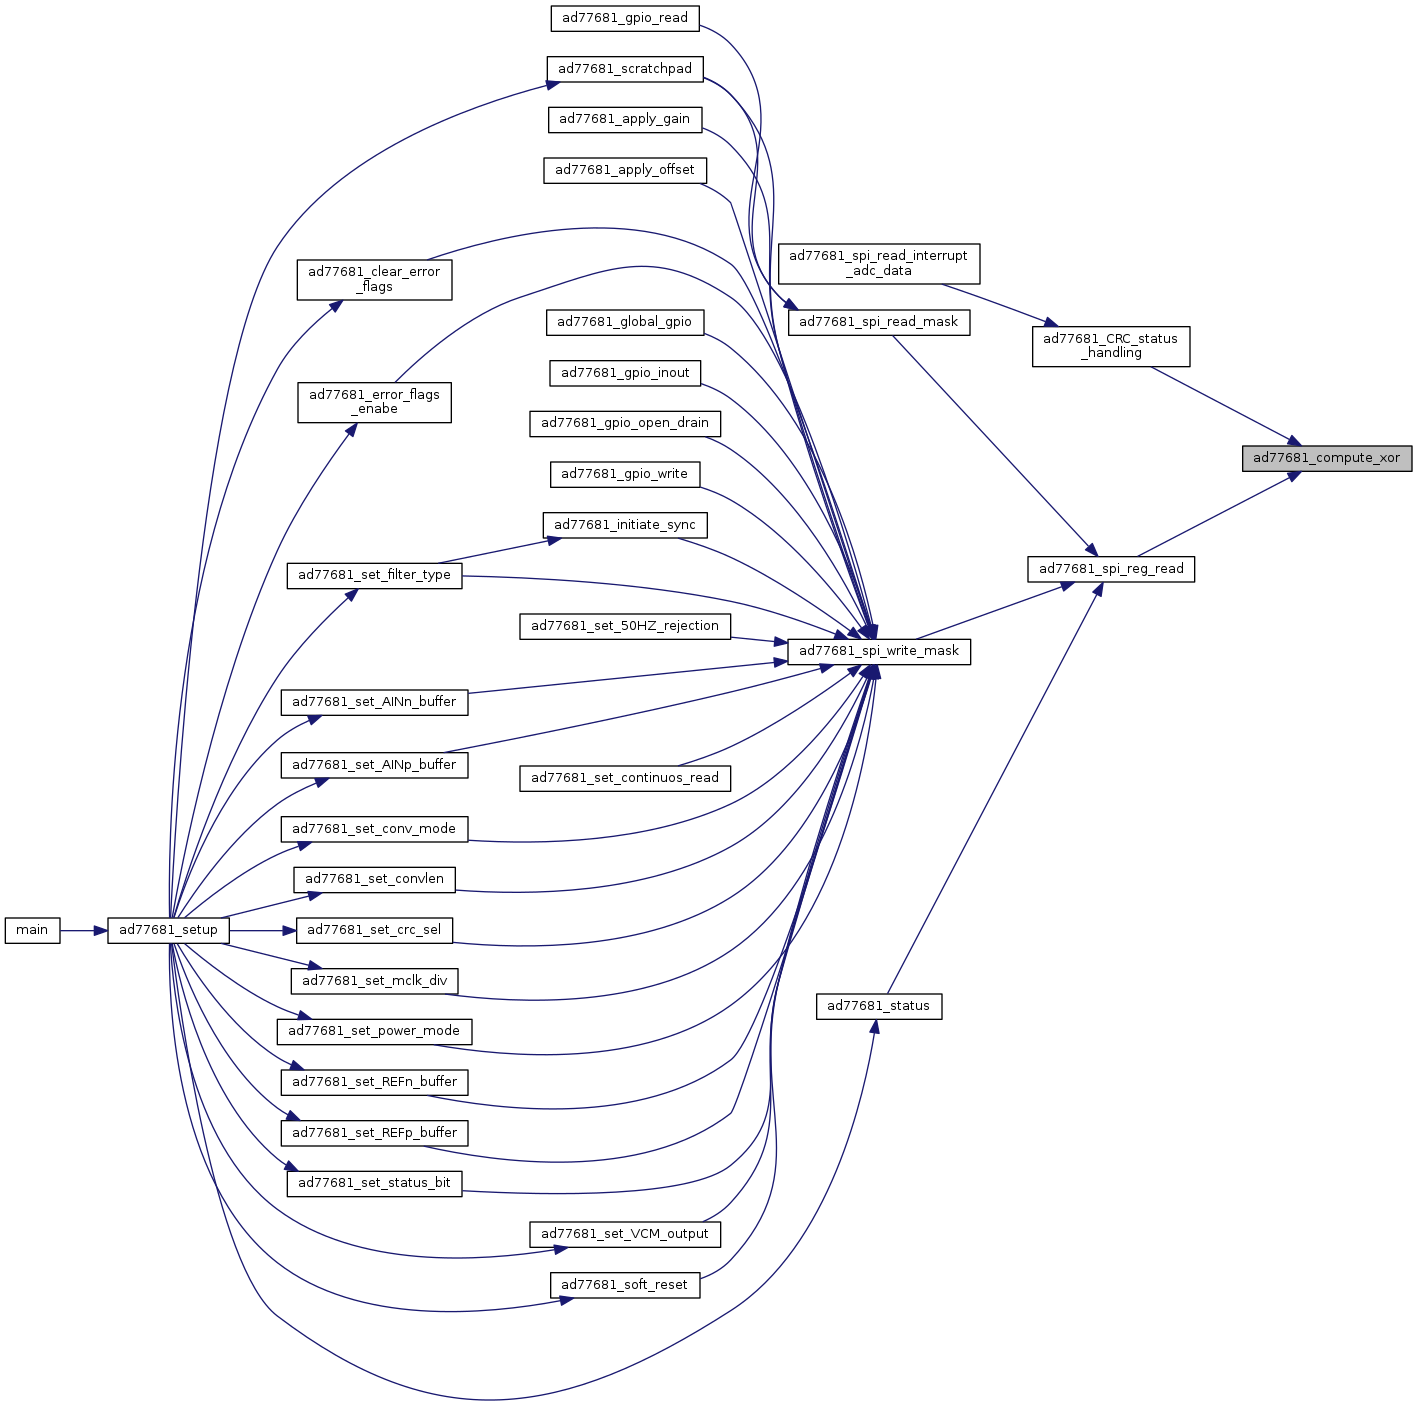 ad77681_gpio_read
ad77681_scratchpad
ad77681_apply_gain
ad77681_apply_offset
ad77681_spi_read_interrupt
_adc_data
ad77681_clear_error
_flags
ad77681_global_gpio
ad77681_spi_read_mask
ad77681_CRC_status
_handling
ad77681_gpio_inout
ad77681_error_flags
_enabe
ad77681_gpio_open_drain
ad77681_compute_xor
ad77681_gpio_write
ad77681_initiate_sync
ad77681_set_filter_type
ad77681_spi_reg_read
ad77681_set_50HZ_rejection
ad77681_spi_write_mask
ad77681_set_AINn_buffer
ad77681_set_AINp_buffer
ad77681_set_continuos_read
ad77681_set_conv_mode
ad77681_set_convlen
main
ad77681_setup
ad77681_set_crc_sel
ad77681_set_mclk_div
ad77681_status
ad77681_set_power_mode
ad77681_set_REFn_buffer
ad77681_set_REFp_buffer
ad77681_set_status_bit
ad77681_set_VCM_output
ad77681_soft_reset